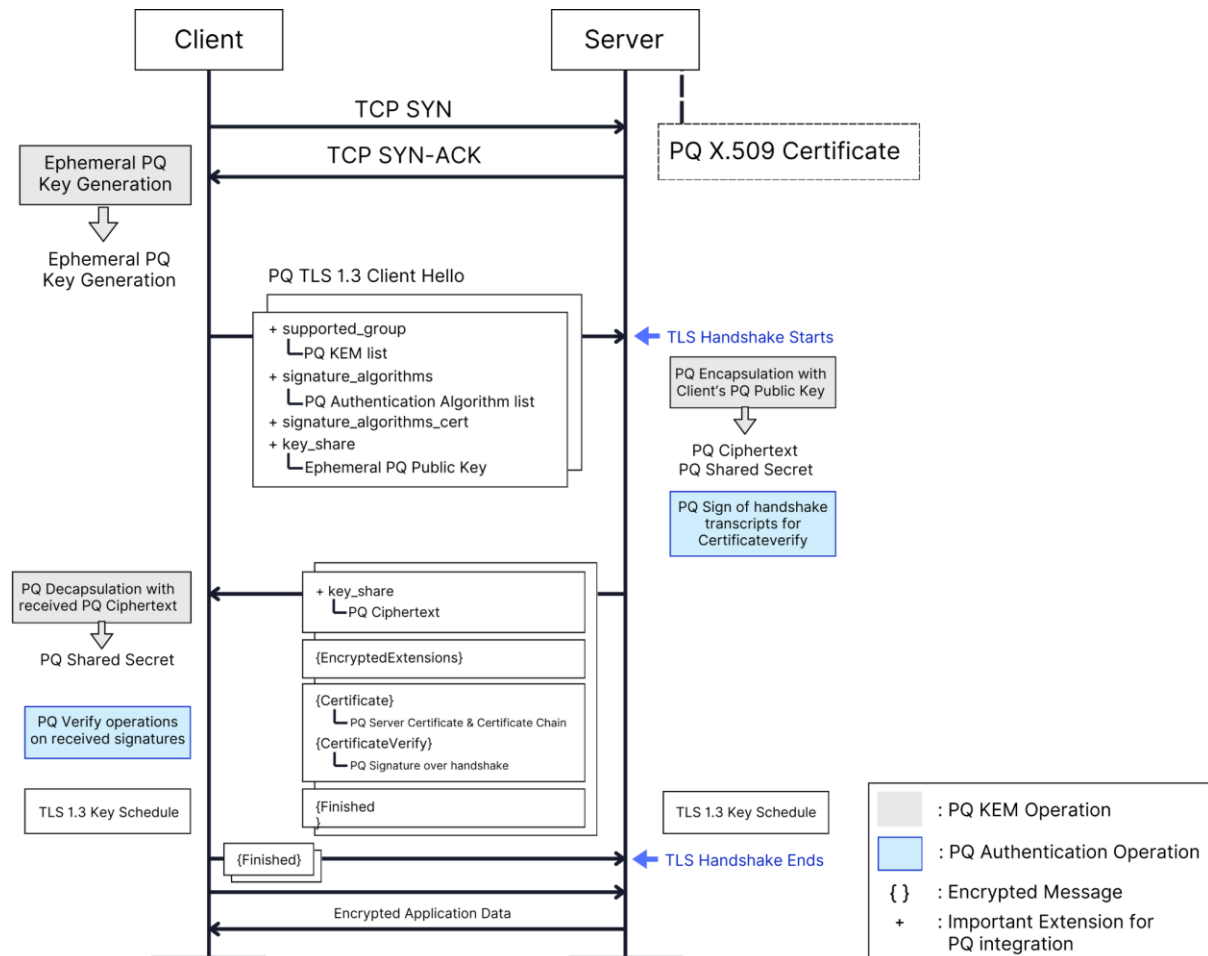 Client
Server
TCP SYN
TCP SYN-ACK
PQ X.509 Certificate
Ephemeral PQ
Key Generation
Ephemeral PQ
Key Generation
PQ TLS 1.3 Client Hello
+ supported_group
PQ KEM list
+ signature_algorithms
PQ Authentication Algorithm list
+ signature_algorithms_cert
+ key_share
Ephemeral PQ Public Key
TLS Handshake Starts
PQ Encapsulation with
Client's PQ Public Key
PQ Ciphertext
PQ Shared Secret
PQ Sign of handshake
transcripts for
Certificateverify
PQ Decapsulation with
received PQ Ciphertext
PQ Shared Secret
+ key_share
PQ Ciphertext
{EncryptedExtensions}
{Certificate}
PQ Server Certificate & Certificate Chain
{CertificateVerify}
PQ Signature over handshake
PQ Verify operations
on received signatures
{Finished
}
TLS 1.3 Key Schedule
TLS 1.3 Key Schedule
{Finished}
TLS Handshake Ends
Encrypted Application Data
: PQ KEM Operation
: PQ Authentication Operation
{ } : Encrypted Message
+ : Important Extension for
PQ integration